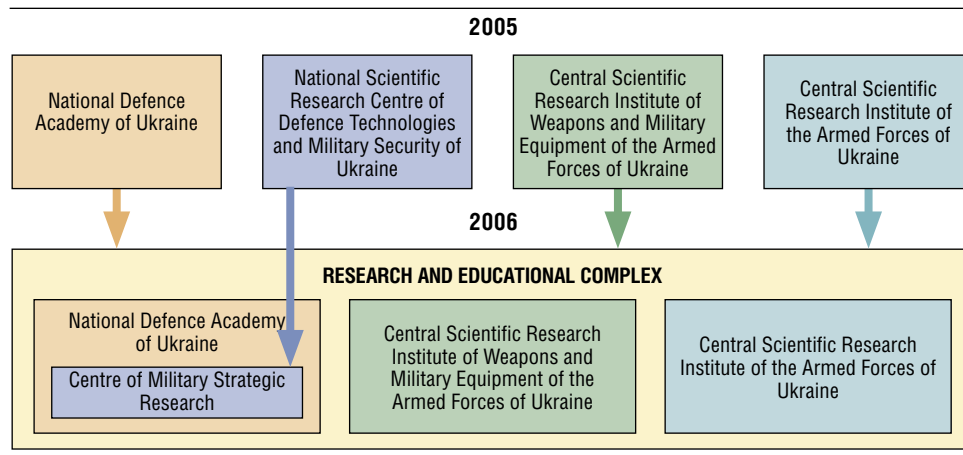 2005
National Defence
Academy of Ukraine
National Scientific
Research Centre of
Defence Technologies
and Military Security of
Ukraine
Central Scientific
Research Institute of
Weapons and Military
Equipment of the Armed
Forces of Ukraine
Central Scientific
Research Institute of
the Armed Forces of
Ukraine
2006
RESEARCH AND EDUCATIONAL COMPLEX
National Defence Academy
of Ukraine
Centre of Military Strategic
Research
Central Scientific Research
Institute of Weapons and
Military Equipment of the
Armed Forces of Ukraine
Central Scientific Research
Institute of the Armed Forces of
Ukraine